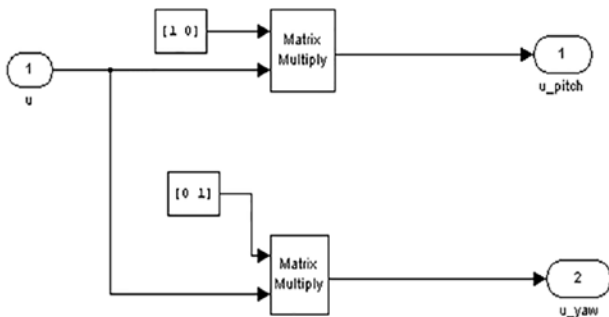 [1 0]
Matrix
Multiply
1
u
1
u_pitch
[0 1]
Matrix
Multiply
2
u_yaw